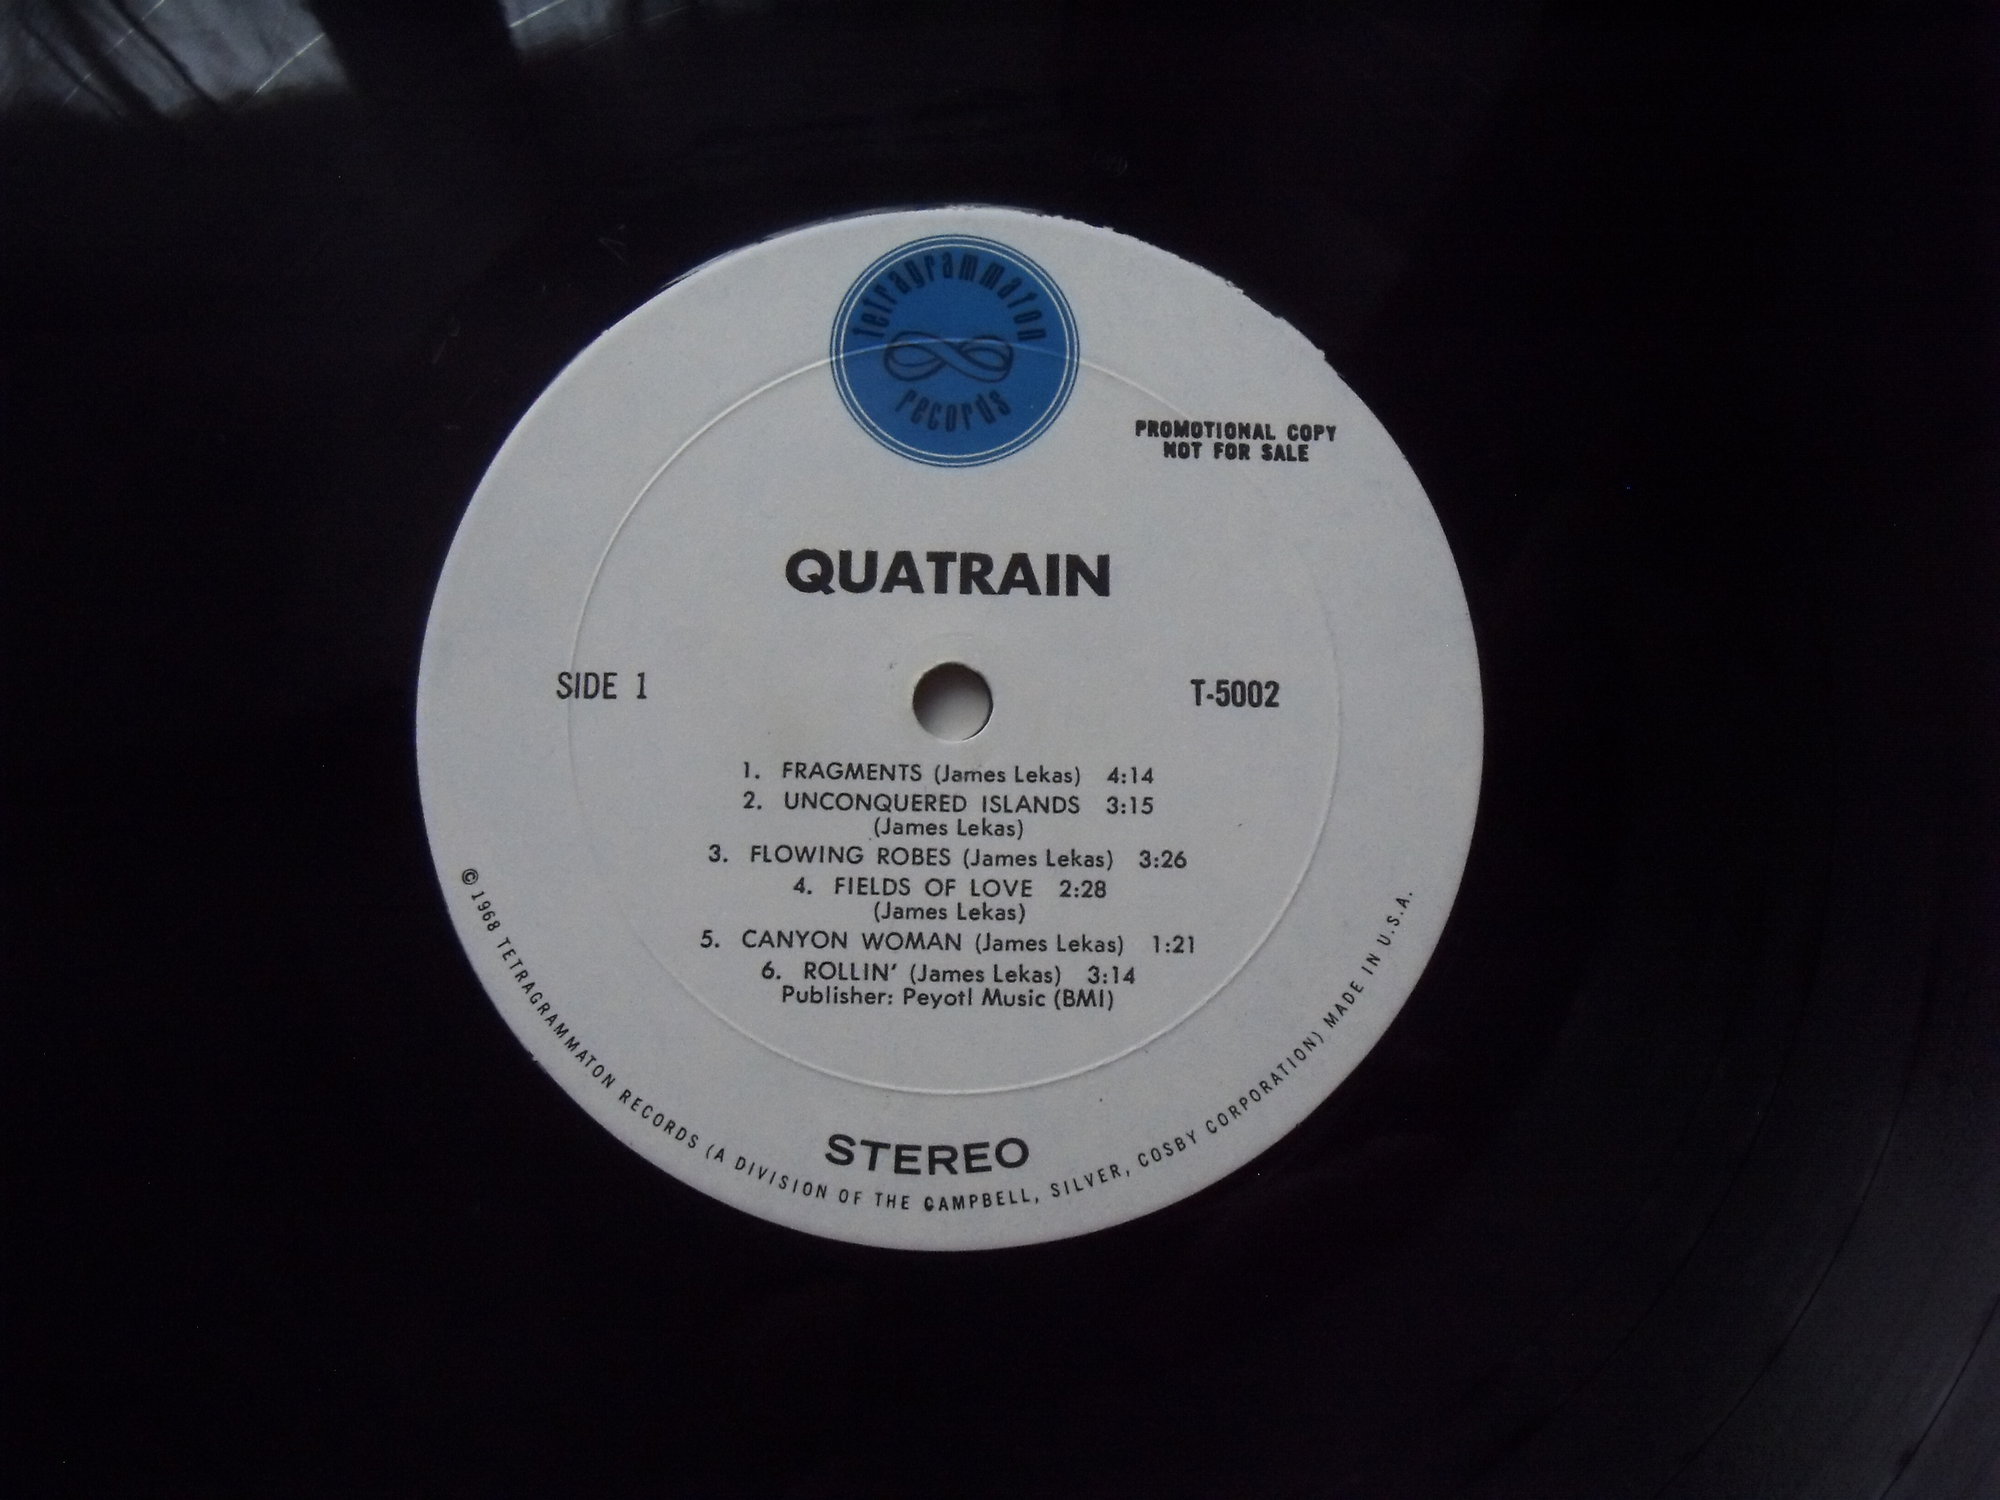 tetragrammaton
records
PROMOTIONAL COPY
NOT FOR SALE
QUATRAIN
SIDE 1
T-5002
1. FRAGMENTS (James Lekas) 4:14
2. UNCONQUERED ISLANDS 3:15
(James Lekas)
3. FLOWING ROBES (James Lekas) 3:26
4. FIELDS OF LOVE 2:28
(James Lekas)
5. CANYON WOMAN (James Lekas) 1:21
6. ROLLIN' (James Lekas) 3:14
Publisher: Peyotl Music (BMI)
STEREO
© 1968 TETRAGRAMMATON RECORDS (A DIVISION OF THE CAMPBELL, SILVER, COSBY CORPORATION) MADE IN U.S.A.